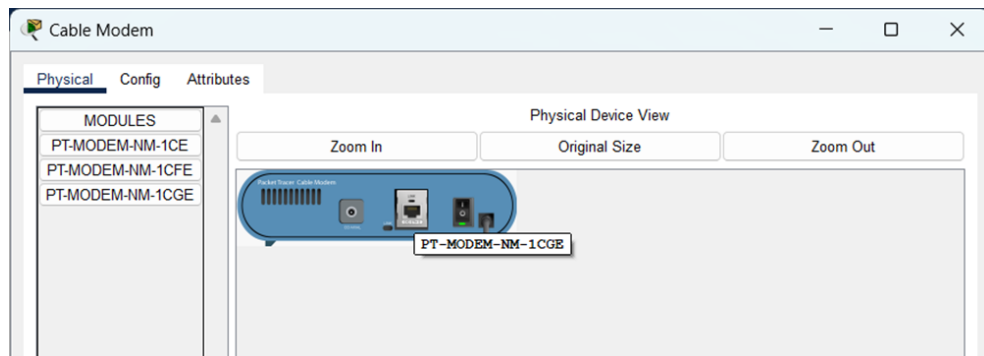 Cable Modem
Physical Config Attributes
MODULES
PT-MODEM-NM-1CE
PT-MODEM-NM-1CFE
PT-MODEM-NM-1CGE
Physical Device View
Zoom In Original Size Zoom Out
Packet Tracer Cable Modem
PT-MODEM-NM-1CGE